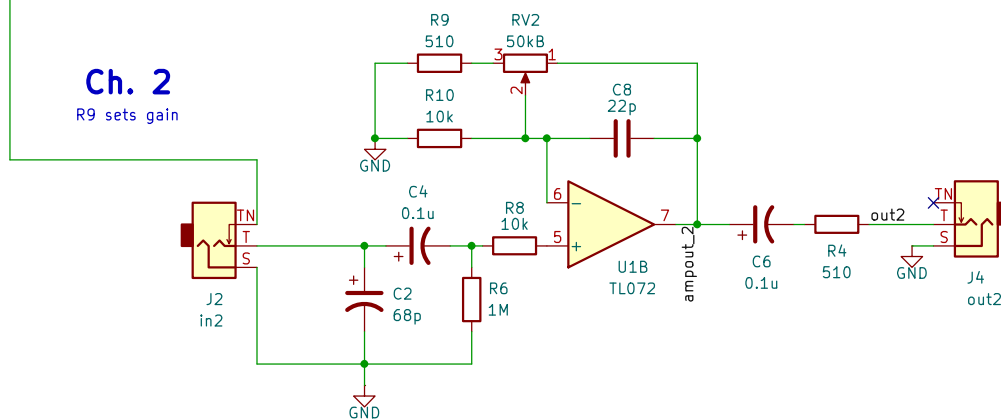 R9
510
RV2
50kB
3
1
2
Ch. 2
R9 sets gain
R10
10k
C8
22p
GND
TN
T
S
J2
in2
C4
0.1u
+
R8
10k
6
−
5
+
7
U1B
TL072
ampout_2
+
C2
68p
R6
1M
GND
+
C6
0.1u
R4
510
out2
TN
T
S
GND
J4
out2